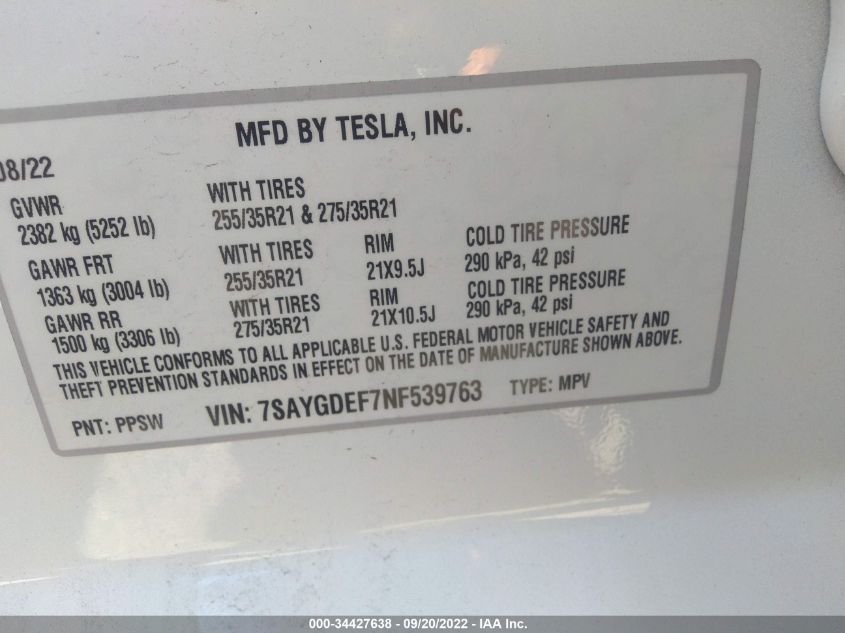 MFD BY TESLA, INC.
08/22
GVWR WITH TIRES
2382 kg (5252 lb) 255/35R21 & 275/35R21
GAWR FRT WITH TIRES RIM COLD TIRE PRESSURE
1363 kg (3004 lb) 255/35R21 21X9.5J 290 kPa, 42 psi
GAWR RR WITH TIRES RIM COLD TIRE PRESSURE
1500 kg (3306 lb) 275/35R21 21X10.5J 290 kPa, 42 psi
THIS VEHICLE CONFORMS TO ALL APPLICABLE U.S. FEDERAL MOTOR VEHICLE SAFETY AND
THEFT PREVENTION STANDARDS IN EFFECT ON THE DATE OF MANUFACTURE SHOWN ABOVE.
PNT: PPSW VIN: 7SAYGDEF7NF539763 TYPE: MPV
000-34427638 - 09/20/2022 - IAA Inc.